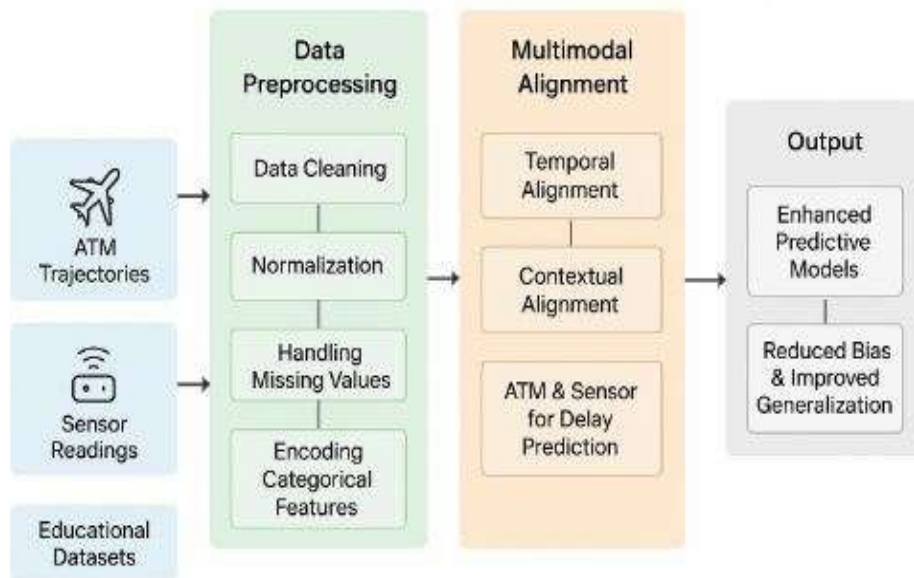 ATM
Trajectories
Sensor
Readings
Educational
Datasets
Data
Preprocessing
Data Cleaning
Normalization
Handling
Missing Values
Encoding
Categorical
Features
Multimodal
Alignment
Temporal
Alignment
Contextual
Alignment
ATM & Sensor
for Delay
Prediction
Output
Enhanced
Predictive
Models
Reduced Bias
& Improved
Generalization